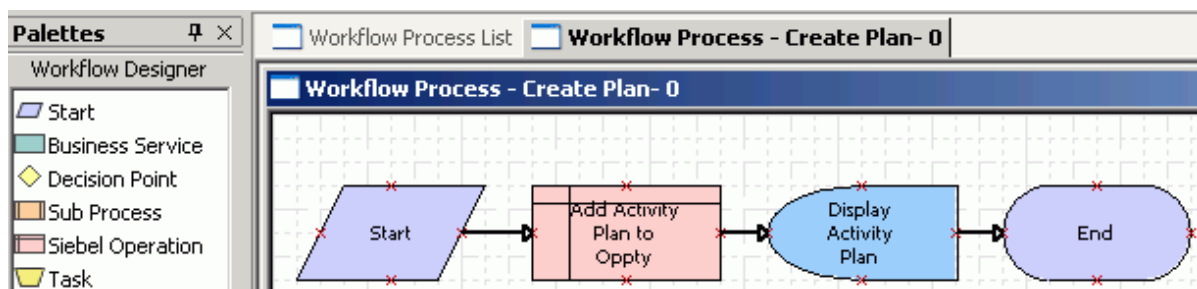 Palettes
Workflow Designer
Start
Business Service
Decision Point
Sub Process
Siebel Operation
Task
Workflow Process List
Workflow Process - Create Plan- 0
Workflow Process - Create Plan- 0
Start
Add Activity
Plan to
Oppty
Display
Activity
Plan
End